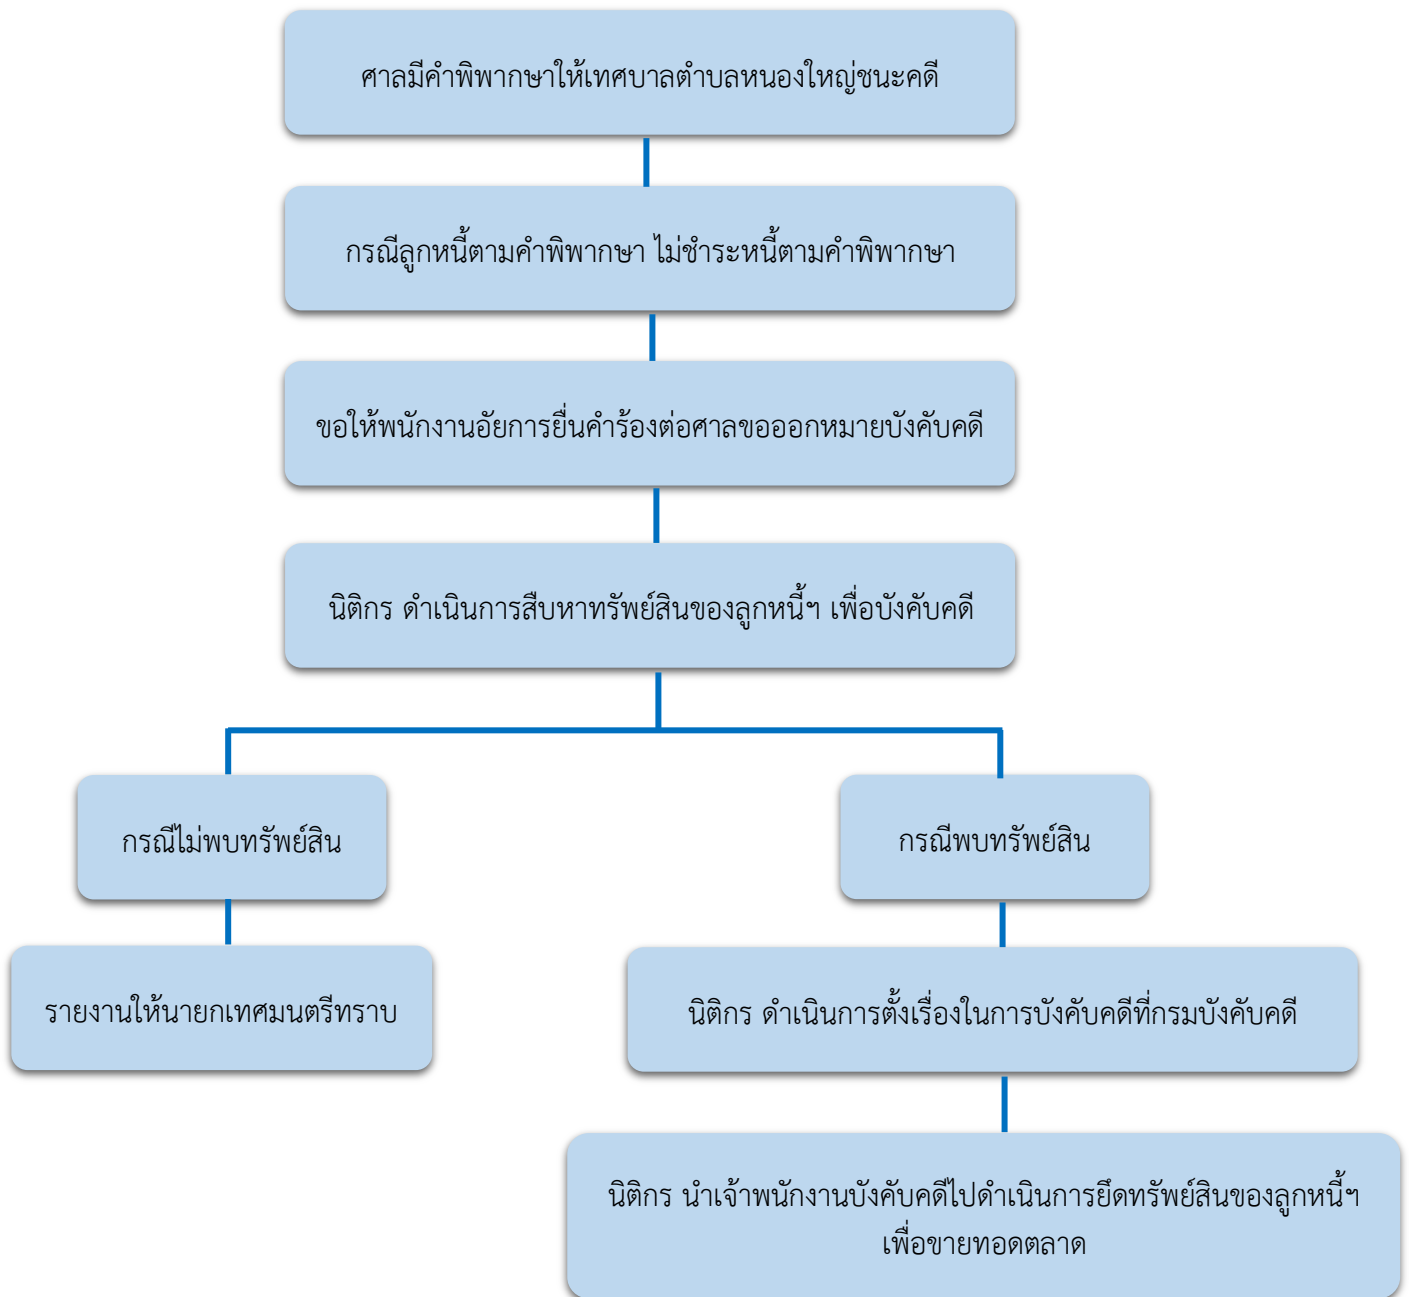 ศาลมีคำพิพากษาให้เทศบาลตำบลหนองใหญ่ชนะคดี
กรณีลูกหนี้ตามคำพิพากษา ไม่ชำระหนี้ตามคำพิพากษา
ขอให้พนักงานอัยการยื่นคำร้องต่อศาลขอออกหมายบังคับคดี
นิติกร ดำเนินการสืบหาทรัพย์สินของลูกหนี้ฯ เพื่อบังคับคดี
กรณีไม่พบทรัพย์สิน
กรณีพบทรัพย์สิน
รายงานให้นายกเทศมนตรีทราบ
นิติกร ดำเนินการตั้งเรื่องในการบังคับคดีที่กรมบังคับคดี
นิติกร นำเจ้าพนักงานบังคับคดีไปดำเนินการยึดทรัพย์สินของลูกหนี้ฯ
เพื่อขายทอดตลาด